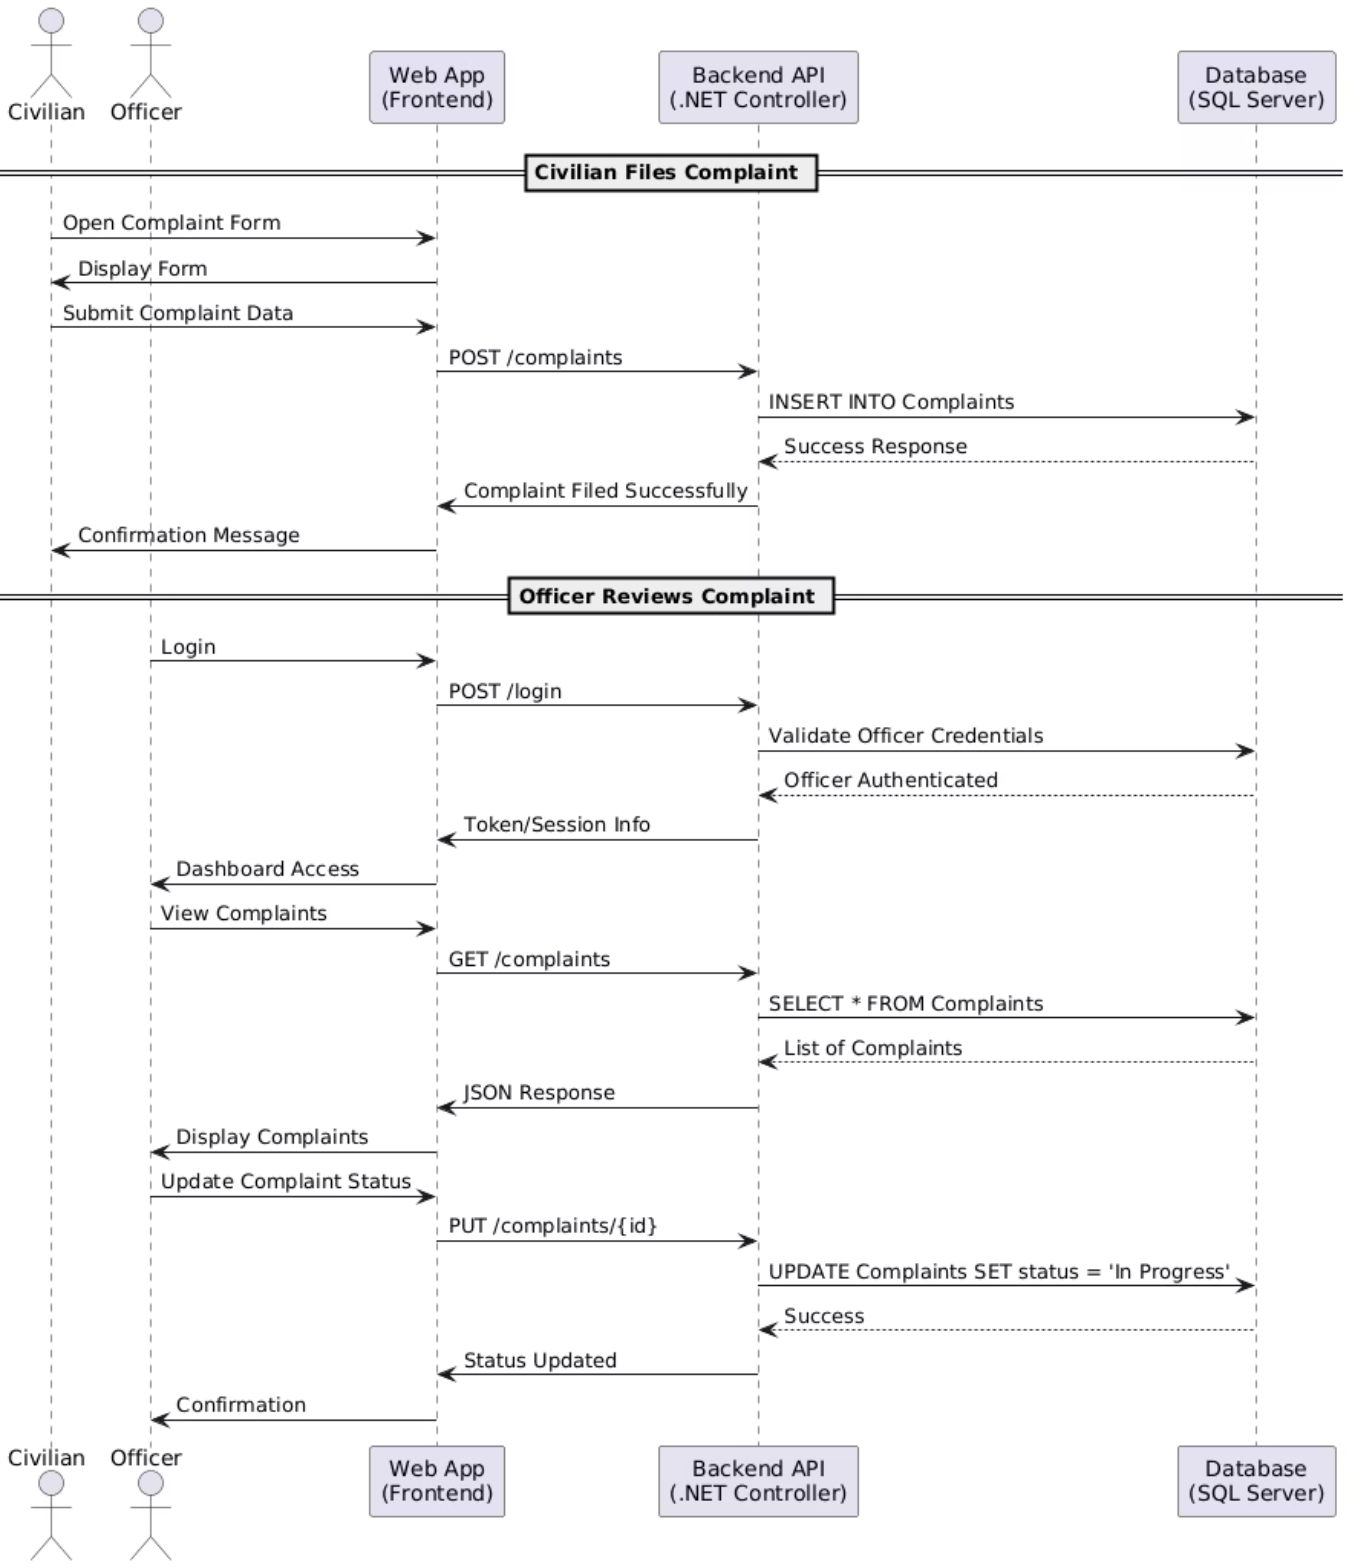 Civilian
Officer
Web App
(Frontend)
Backend API
(.NET Controller)
Database
(SQL Server)
Civilian Files Complaint
Open Complaint Form
Display Form
Submit Complaint Data
POST /complaints
INSERT INTO Complaints
Success Response
Complaint Filed Successfully
Confirmation Message
Officer Reviews Complaint
Login
POST /login
Validate Officer Credentials
Officer Authenticated
Token/Session Info
Dashboard Access
View Complaints
GET /complaints
SELECT * FROM Complaints
List of Complaints
JSON Response
Display Complaints
Update Complaint Status
PUT /complaints/{id}
UPDATE Complaints SET status = 'In Progress'
Success
Status Updated
Confirmation
Civilian
Officer
Web App
(Frontend)
Backend API
(.NET Controller)
Database
(SQL Server)